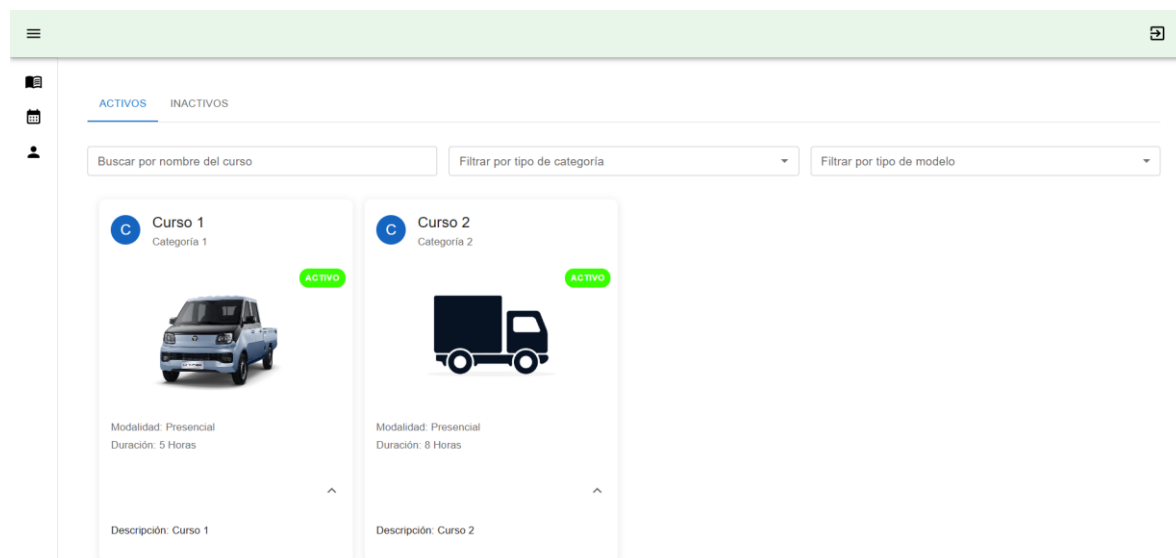 ACTIVOS INACTIVOS
Buscar por nombre del curso Filtrar por tipo de categoría Filtrar por tipo de modelo
C Curso 1
Categoría 1
ACTIVO
Modalidad: Presencial
Duración: 5 Horas
Descripción: Curso 1
C Curso 2
Categoría 2
ACTIVO
Modalidad: Presencial
Duración: 8 Horas
Descripción: Curso 2